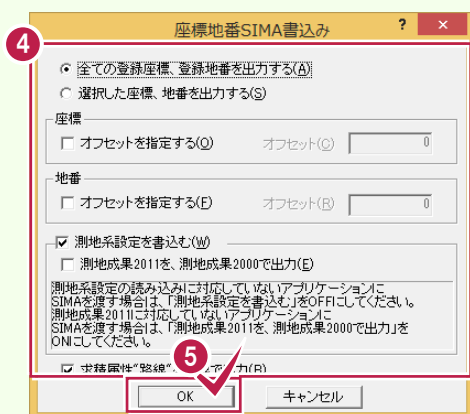 座標地番SIMA書込み ? ×
4
全ての登録座標、登録地番を出力する(A)
選択した座標、地番を出力する(S)
座標
オフセットを指定する(O) オフセット(C) 0
地番
オフセットを指定する(F) オフセット(R) 0
測地系設定を書込む(W)
測地成果2011を、測地成果2000で出力(E)
測地系設定の読み込みに対応していないアプリケーションに
SIMAを渡す場合は、「測地系設定を書込む」をOFFにしてください。
測地成果2011に対応していないアプリケーションに
SIMAを渡す場合は、「測地成果2011を、測地成果2000で出力」を
ONにしてください。
求積属性"路線" で出力(B)
5
OK キャンセル